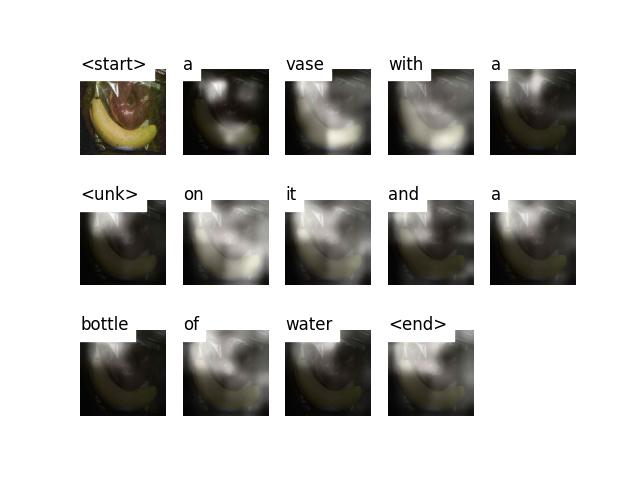 <start> a vase with a
<unk> on it and a
bottle of water <end>